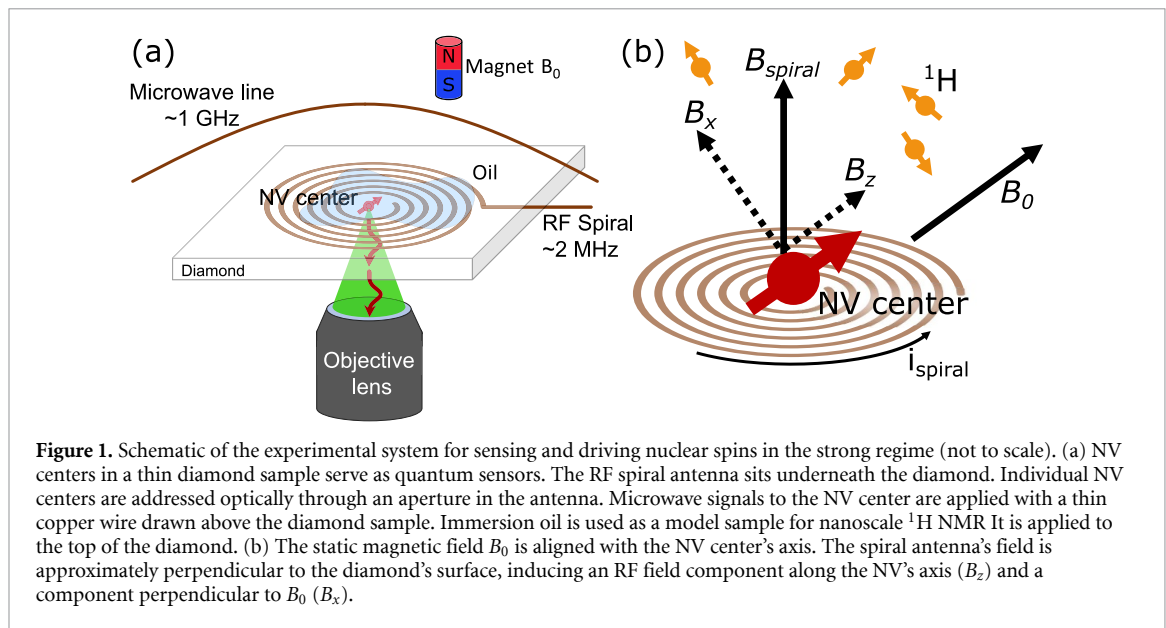 (a)
N
S
Magnet B0
Microwave line
~1 GHz
NV center
Oil
RF Spiral
~2 MHz
Diamond
Objective
lens
(b)
Bspiral
1H
Bx
Bz
B0
NV center
ispiral
Figure 1. Schematic of the experimental system for sensing and driving nuclear spins in the strong regime (not to scale). (a) NV
centers in a thin diamond sample serve as quantum sensors. The RF spiral antenna sits underneath the diamond. Individual NV
centers are addressed optically through an aperture in the antenna. Microwave signals to the NV center are applied with a thin
copper wire drawn above the diamond sample. Immersion oil is used as a model sample for nanoscale 1H NMR It is applied to
the top of the diamond. (b) The static magnetic field B0 is aligned with the NV center’s axis. The spiral antenna’s field is
approximately perpendicular to the diamond’s surface, inducing an RF field component along the NV’s axis (Bz) and a
component perpendicular to B0 (Bx).